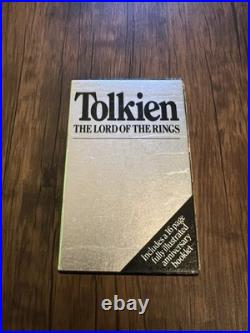 Tolkien
THE LORD OF THE RINGS
Includes a 16 page
fully illustrated
anniversary
booklet